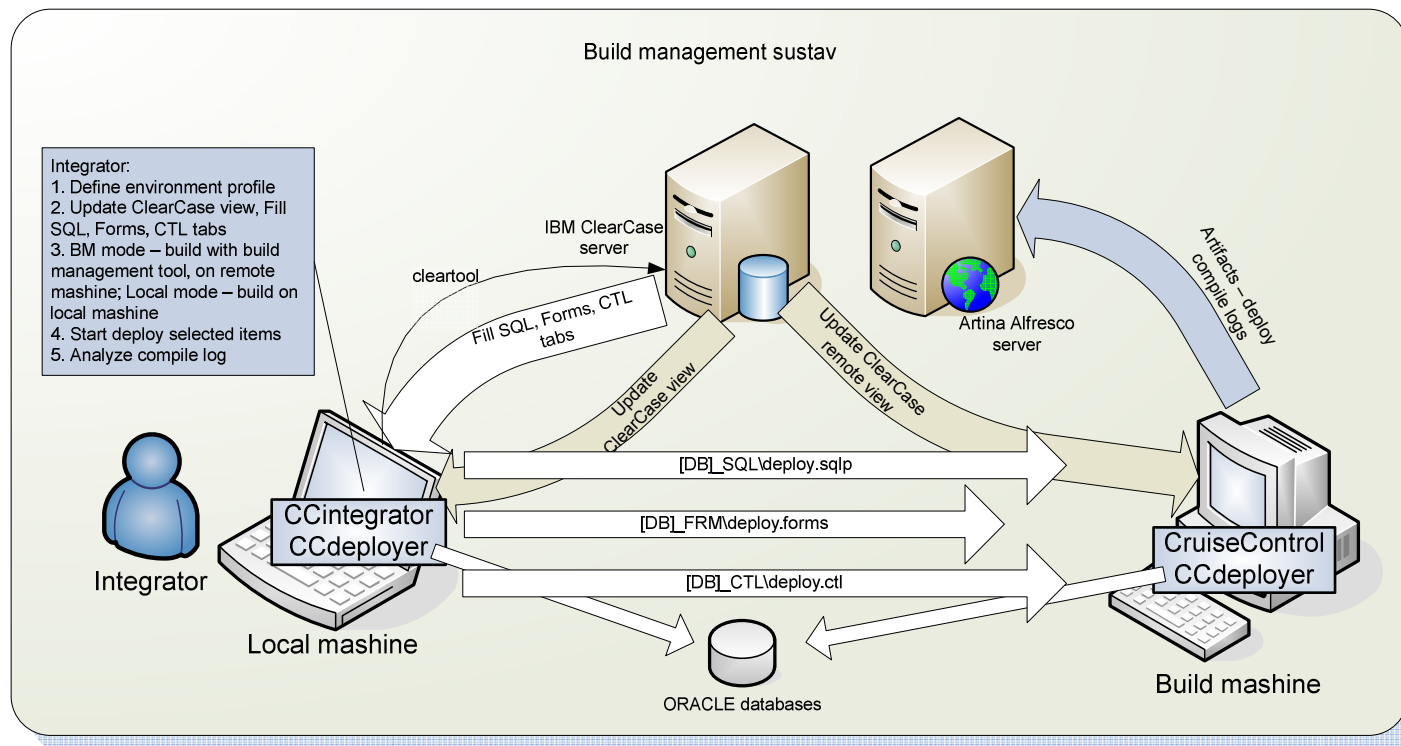 Build management sustav
Integrator:
1. Define environment profile
2. Update ClearCase view, Fill
SQL, Forms, CTL tabs
3. BM mode – build with build
management tool, on remote
mashine; Local mode – build on
local mashine
4. Start deploy selected items
5. Analyze compile log
IBM ClearCase
server
cleartool
Fill SQL, Forms, CTL
tabs
Update
ClearCase view
Update ClearCase
remote view
Artina Alfresco
server
Artifacts – deploy
compile logs
[DB]_SQL\deploy.sqlp
[DB]_FRM\deploy.forms
[DB]_CTL\deploy.ctl
CCintegrator
CCdeployer
CruiseControl
CCdeployer
Integrator
Local mashine
ORACLE databases
Build mashine